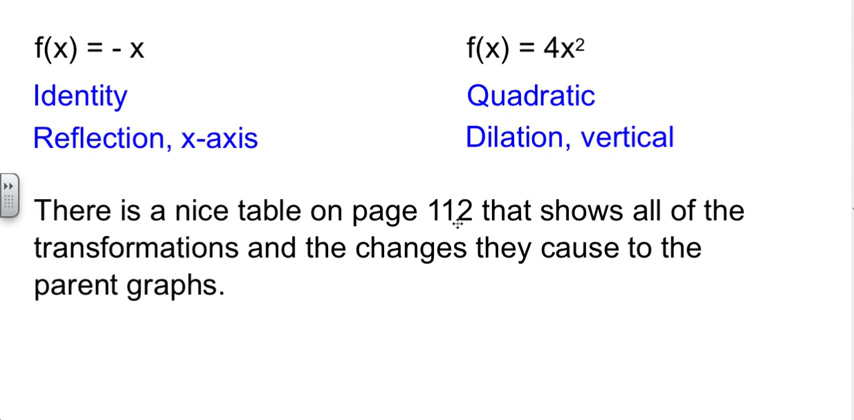 f(x) = - x
Identity
Reflection, x-axis
f(x) = 4x²
Quadratic
Dilation, vertical
There is a nice table on page 112 that shows all of the
transformations and the changes they cause to the
parent graphs.